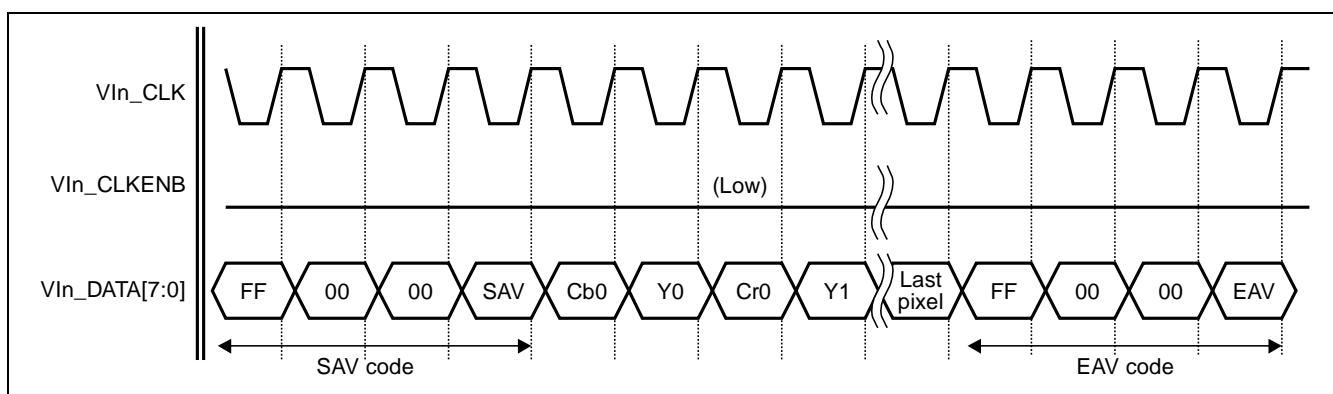 VIn_CLK
VIn_CLKENB
(Low)
VIn_DATA[7:0]
FF 00 00 SAV Cb0 Y0 Cr0 Y1 Last pixel FF 00 00 EAV
SAV code EAV code